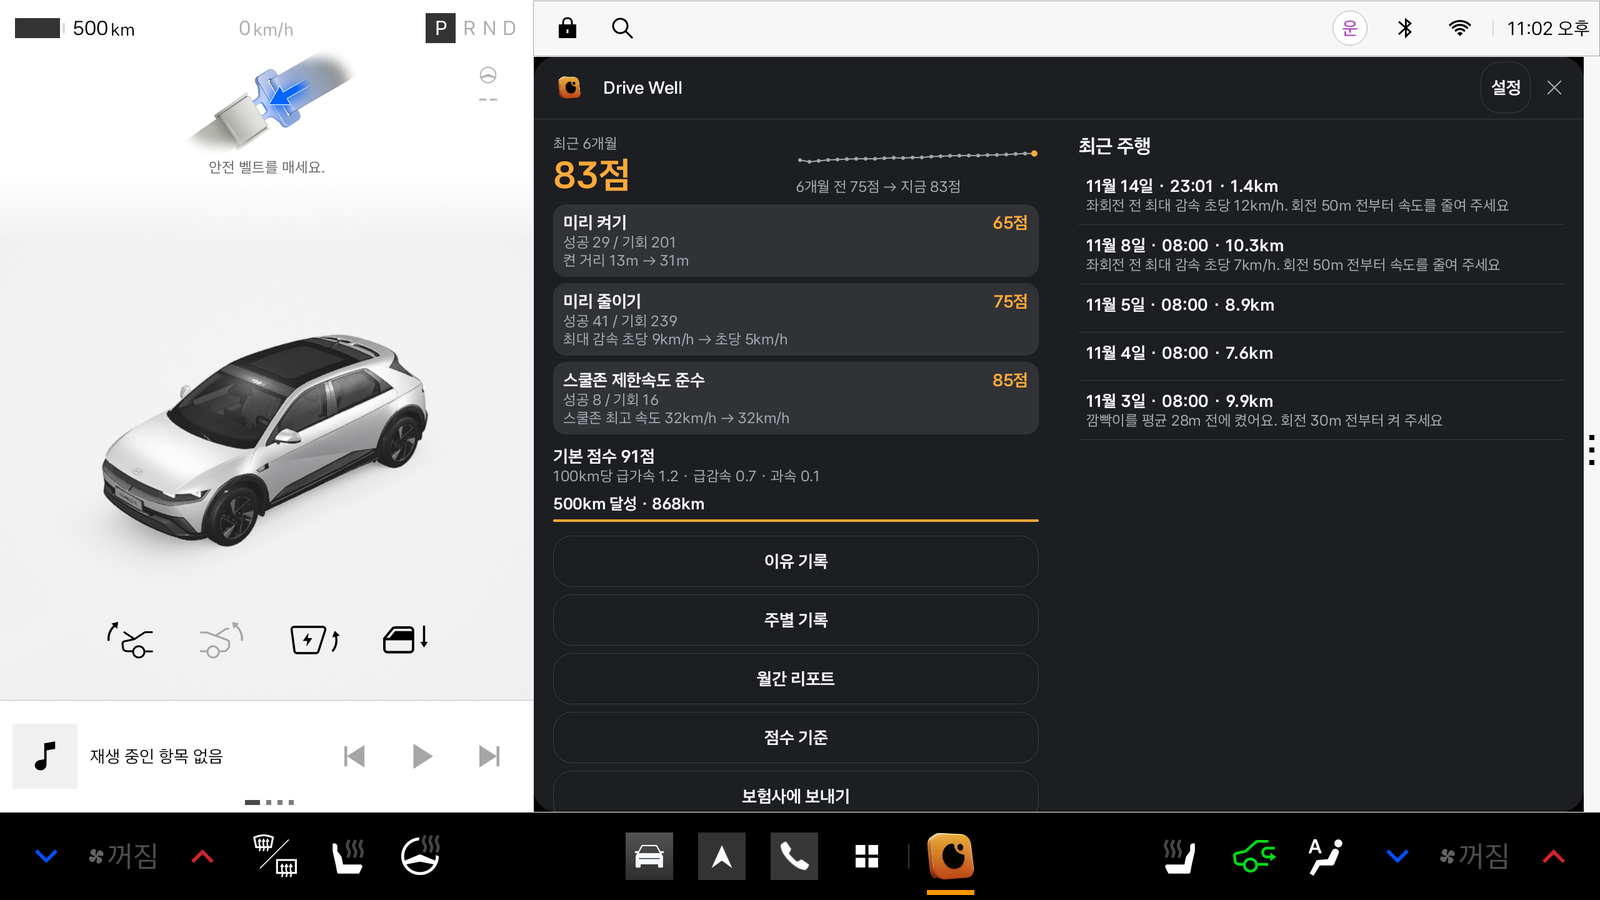 500 km
0 km/h
P R N D
--
안전 벨트를 매세요.
재생 중인 항목 없음
운
11:02 오후
Drive Well
설정
최근 6개월
83점
6개월 전 75점 → 지금 83점
미리 켜기
65점
성공 29 / 기회 201
켠 거리 13m → 31m
미리 줄이기
75점
성공 41 / 기회 239
최대 감속 초당 9km/h → 초당 5km/h
스쿨존 제한속도 준수
85점
성공 8 / 기회 16
스쿨존 최고 속도 32km/h → 32km/h
기본 점수 91점
100km당 급가속 1.2 · 급감속 0.7 · 과속 0.1
500km 달성 · 868km
이유 기록
주별 기록
월간 리포트
점수 기준
보험사에 보내기
최근 주행
11월 14일 · 23:01 · 1.4km
좌회전 전 최대 감속 초당 12km/h. 회전 50m 전부터 속도를 줄여 주세요
11월 8일 · 08:00 · 10.3km
좌회전 전 최대 감속 초당 7km/h. 회전 50m 전부터 속도를 줄여 주세요
11월 5일 · 08:00 · 8.9km
11월 4일 · 08:00 · 7.6km
11월 3일 · 08:00 · 9.9km
깜빡이를 평균 28m 전에 켰어요. 회전 30m 전부터 켜 주세요
꺼짐
A
꺼짐